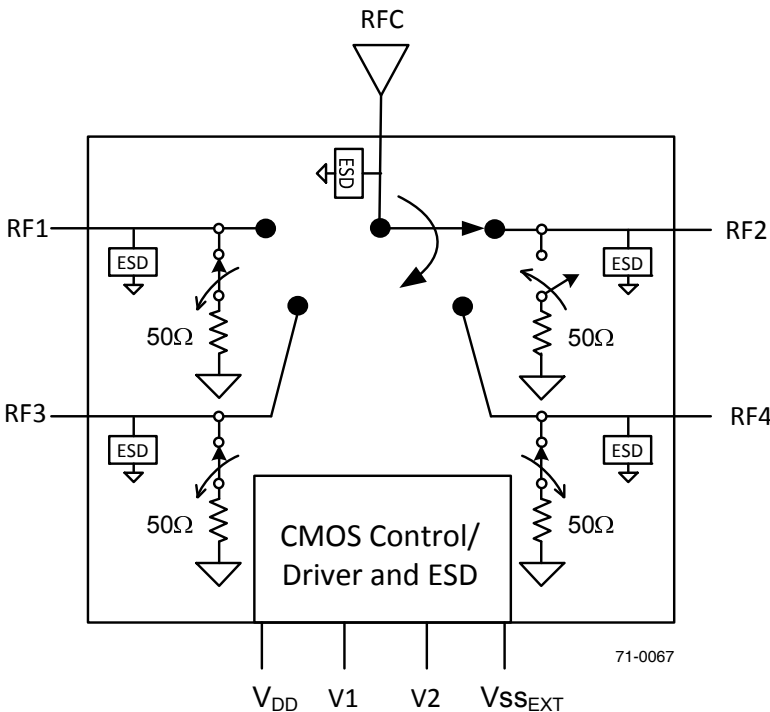 RFC
ESD
RF1
RF2
ESD
ESD
50Ω
50Ω
RF3
RF4
ESD
ESD
50Ω
50Ω
CMOS Control/
Driver and ESD
71-0067
VDD V1 V2 VssEXT